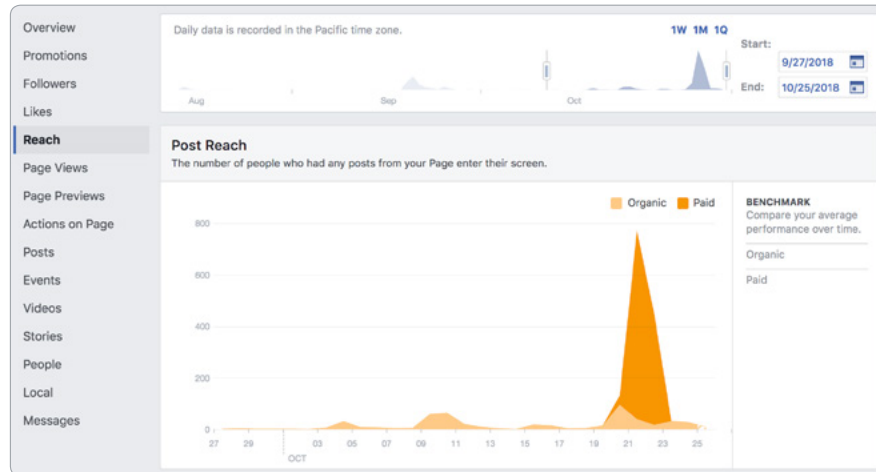 Overview
Promotions
Followers
Likes
Reach
Page Views
Page Previews
Actions on Page
Posts
Events
Videos
Stories
People
Local
Messages
Daily data is recorded in the Pacific time zone.
1W 1M 1Q
Start:
9/27/2018
End:
10/25/2018
Aug Sep Oct
Post Reach
The number of people who had any posts from your Page enter their screen.
Organic Paid
800
600
400
200
0
27 29 03 05 07 09 11 13 15 17 19 21 23 25
OCT
BENCHMARK
Compare your average
performance over time.
Organic
Paid